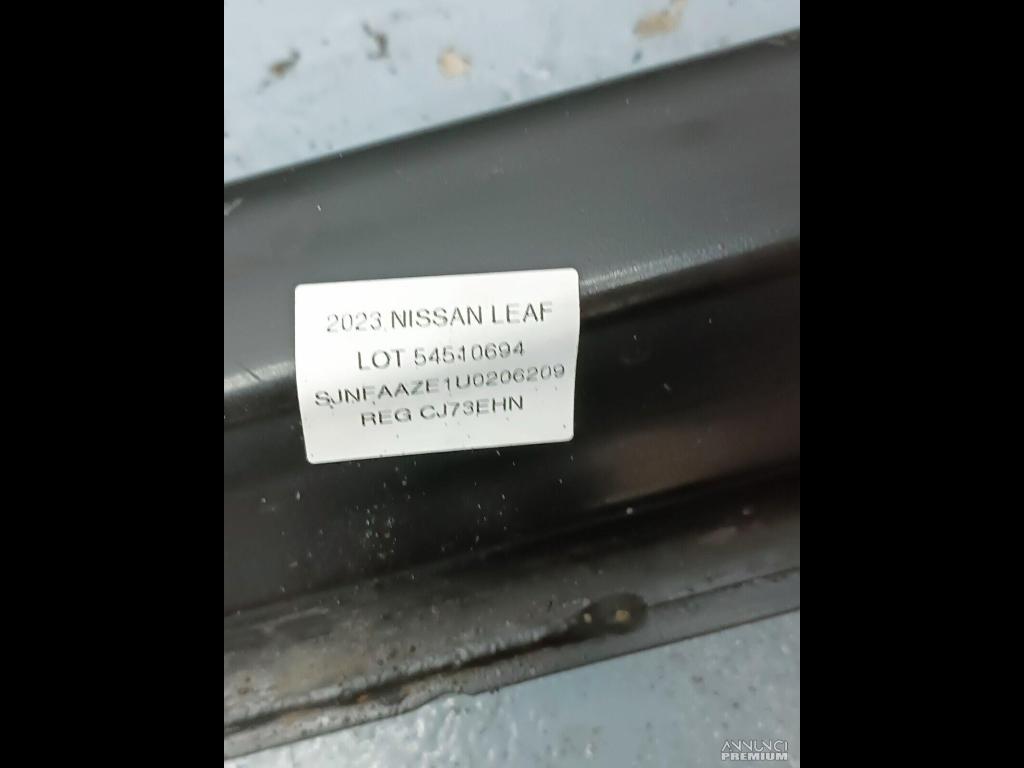 2023 NISSAN LEAF
LOT 54510694
SJNFAAZE1U0206209
REG CJ73EHN
ANNUNCI
PREMIUM